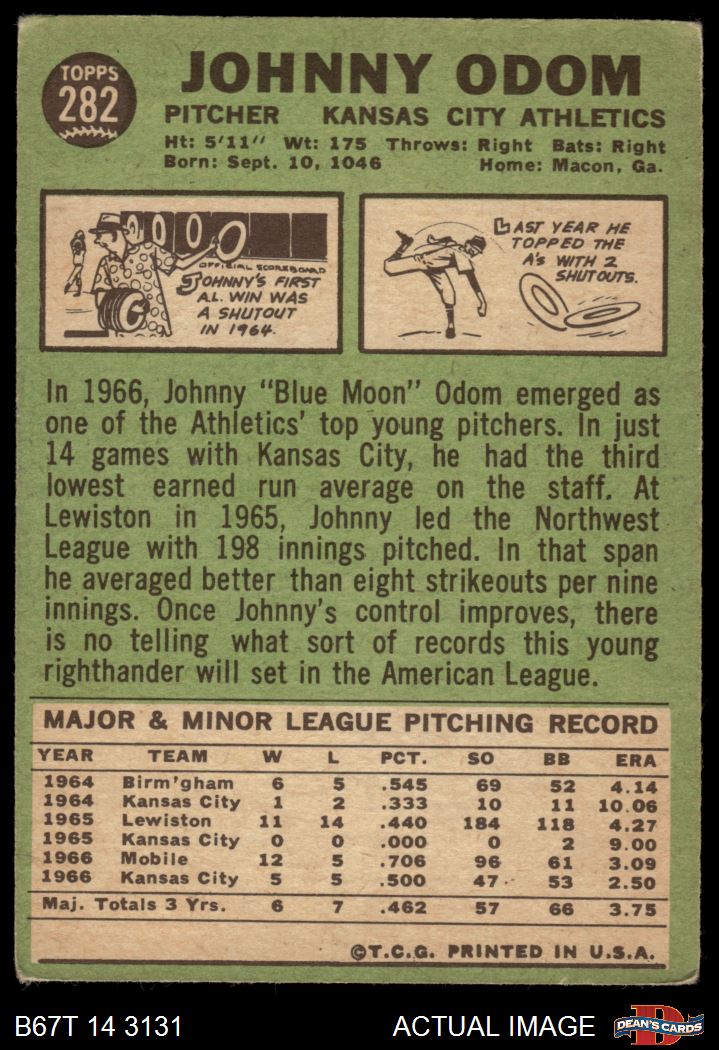 TOPPS
282
JOHNNY ODOM
PITCHER KANSAS CITY ATHLETICS
Ht: 5'11" Wt: 175 Throws: Right Bats: Right
Born: Sept. 10, 1046 Home: Macon, Ga.
0 0 0 0
OFFICIAL SCOREBOARD
JOHNNY'S FIRST
A.L. WIN WAS
A SHUTOUT
IN 1964.
LAST YEAR HE
TOPPED THE
A's WITH 2
SHUTOUTS.
In 1966, Johnny "Blue Moon" Odom emerged as
one of the Athletics' top young pitchers. In just
14 games with Kansas City, he had the third
lowest earned run average on the staff. At
Lewiston in 1965, Johnny led the Northwest
League with 198 innings pitched. In that span
he averaged better than eight strikeouts per nine
innings. Once Johnny's control improves, there
is no telling what sort of records this young
righthander will set in the American League.
MAJOR & MINOR LEAGUE PITCHING RECORD
YEAR TEAM W L PCT. SO BB ERA
1964 Birm'gham 6 5 .545 69 52 4.14
1964 Kansas City 1 2 .333 10 11 10.06
1965 Lewiston 11 14 .440 184 118 4.27
1965 Kansas City 0 0 .000 0 2 9.00
1966 Mobile 12 5 .706 96 61 3.09
1966 Kansas City 5 5 .500 47 53 2.50
Maj. Totals 3 Yrs. 6 7 .462 57 66 3.75
©T.C.G. PRINTED IN U.S.A.
B67T 14 3131 ACTUAL IMAGE DEAN'S CARDS